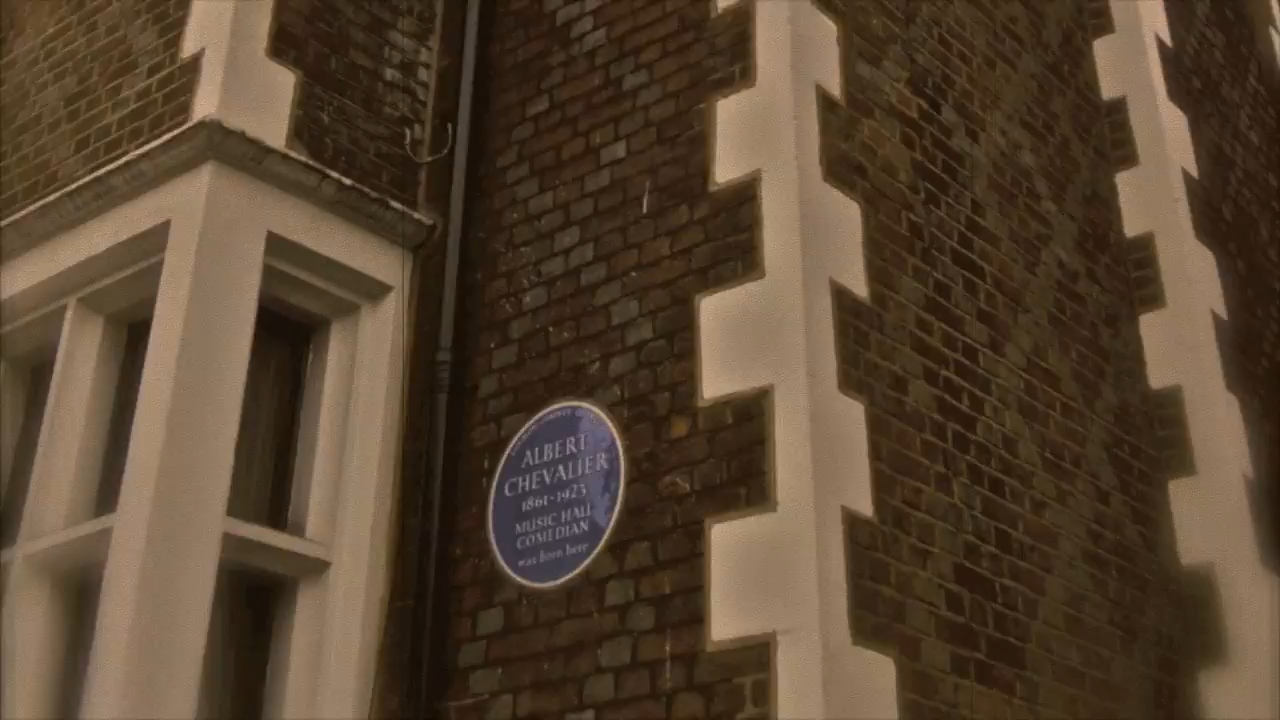 ALBERT
CHEVALIER
1861-1923
MUSIC HALL
COMEDIAN
was born here